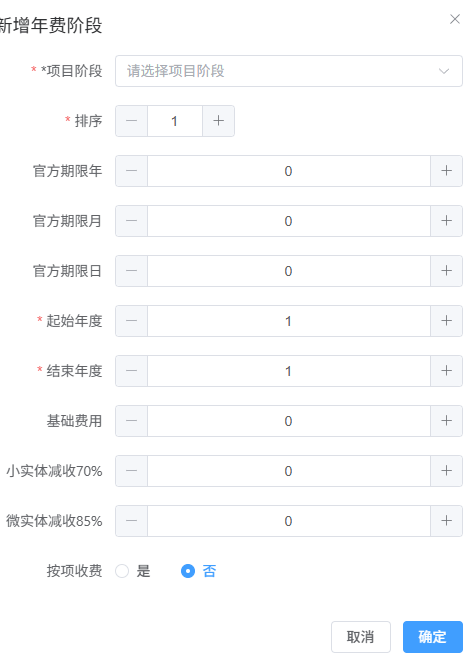 新增年费阶段
* *项目阶段 请选择项目阶段
* 排序 1
官方期限年 0
官方期限月 0
官方期限日 0
* 起始年度 1
* 结束年度 1
基础费用 0
小实体减收70% 0
微实体减收85% 0
按项收费 是 否
取消 确定